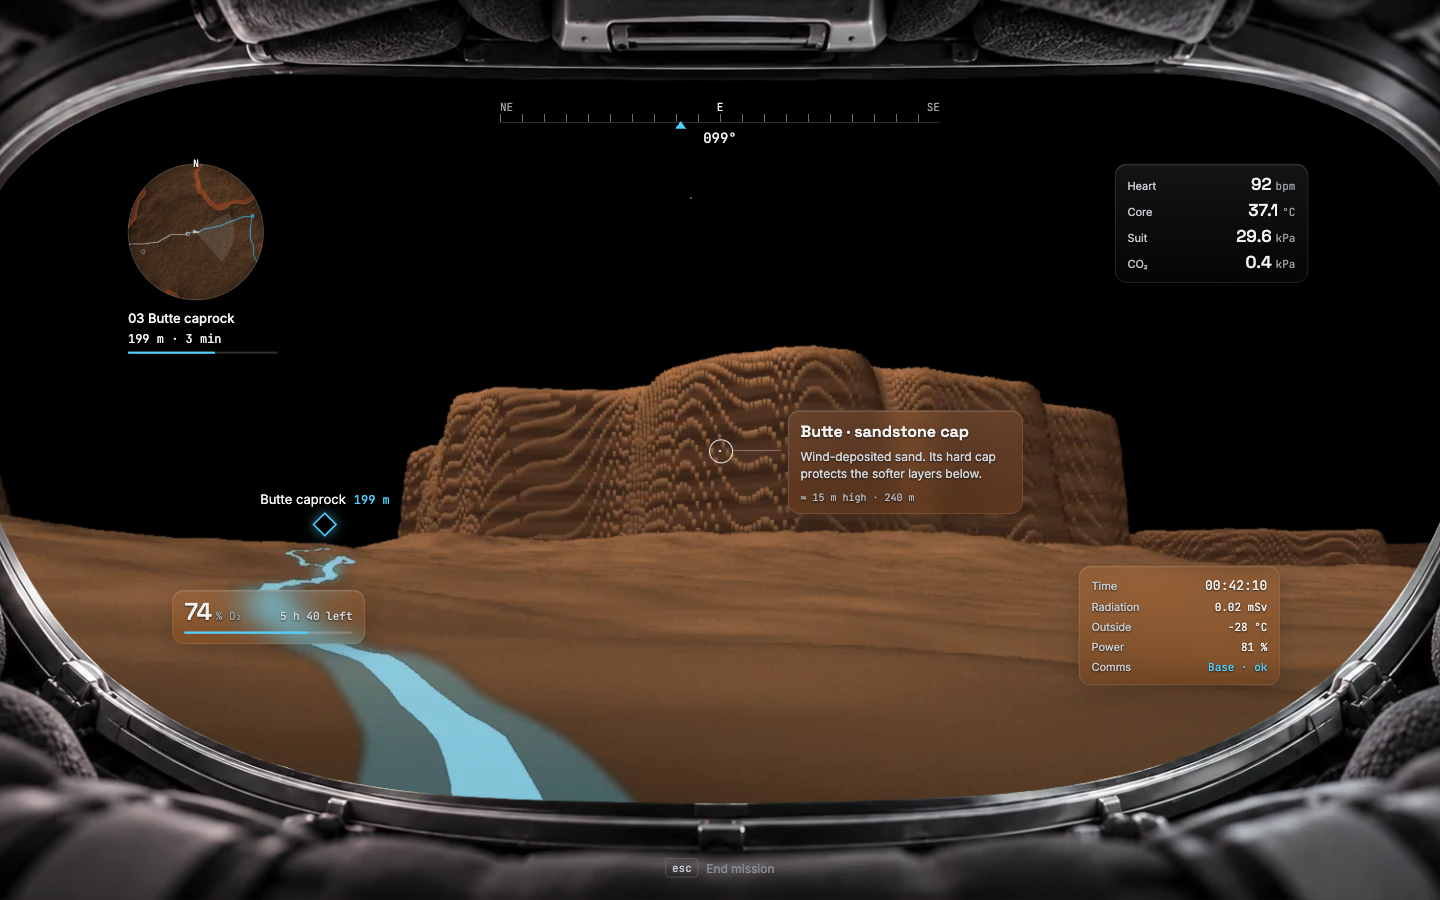 NE E SE
099°
N
03 Butte caprock
199 m · 3 min
Heart 92 bpm
Core 37.1 °C
Suit 29.6 kPa
CO₂ 0.4 kPa
Butte · sandstone cap
Wind-deposited sand. Its hard cap
protects the softer layers below.
≈ 15 m high · 240 m
Butte caprock 199 m
74 % O₂ 5 h 40 left
Time 00:42:10
Radiation 0.02 mSv
Outside -28 °C
Power 81 %
Comms Base · ok
esc End mission